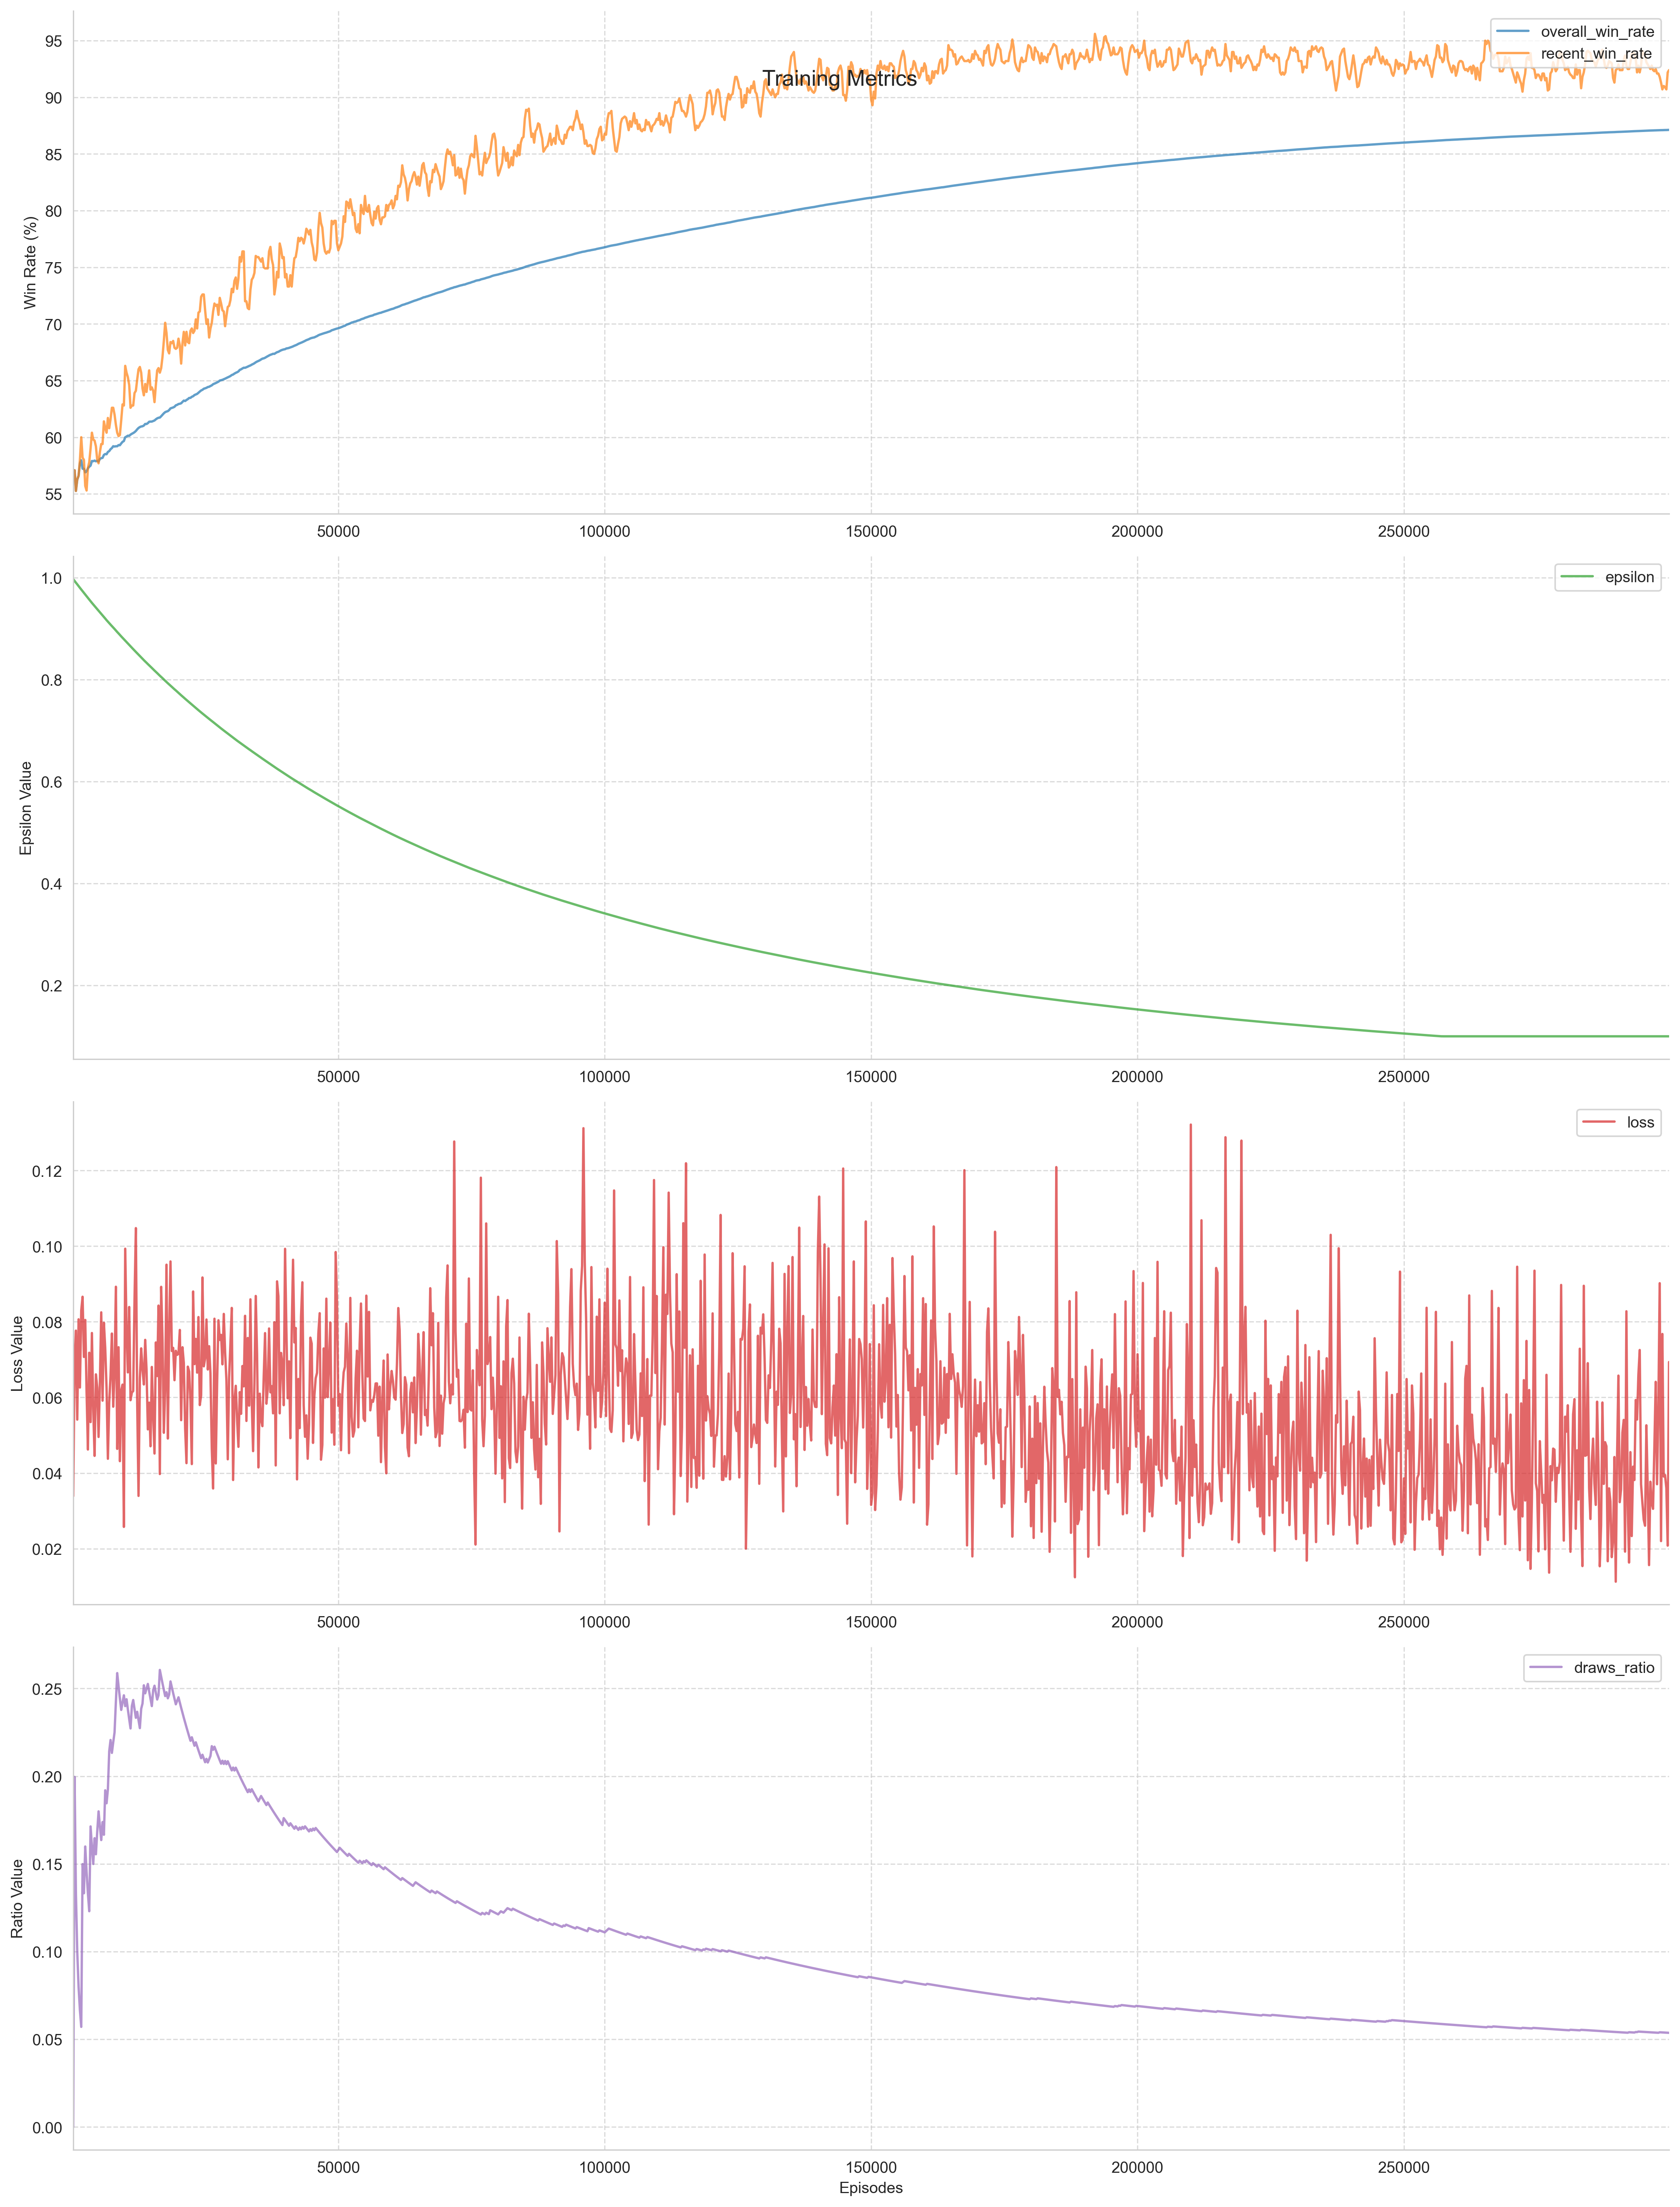 Training Metrics
overall_win_rate
recent_win_rate
Win Rate (%)
95
90
85
80
75
70
65
60
55
50000 100000 150000 200000 250000
epsilon
Epsilon Value
1.0
0.8
0.6
0.4
0.2
50000 100000 150000 200000 250000
loss
Loss Value
0.12
0.10
0.08
0.06
0.04
0.02
50000 100000 150000 200000 250000
draws_ratio
Ratio Value
0.25
0.20
0.15
0.10
0.05
0.00
50000 100000 150000 200000 250000
Episodes